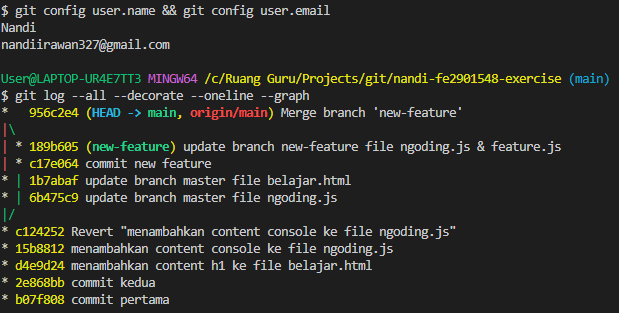 $ git config user.name && git config user.email
Nandi
nandiirawan327@gmail.com
User@LAPTOP-UR4E7TT3 MINGW64 /c/Ruang Guru/Projects/git/nandi-fe2901548-exercise (main)
$ git log --all --decorate --oneline --graph
*   956c2e4 (HEAD -> main, origin/main) Merge branch 'new-feature'
|\
| * 189b605 (new-feature) update branch new-feature file ngoding.js & feature.js
| * c17e064 commit new feature
* | 1b7abaf update branch master file belajar.html
* | 6b475c9 update branch master file ngoding.js
|/
* c124252 Revert "menambahkan content console ke file ngoding.js"
* 15b8812 menambahkan content console ke file ngoding.js
* d4e9d24 menambahkan content h1 ke file belajar.html
* 2e868bb commit kedua
* b07f808 commit pertama